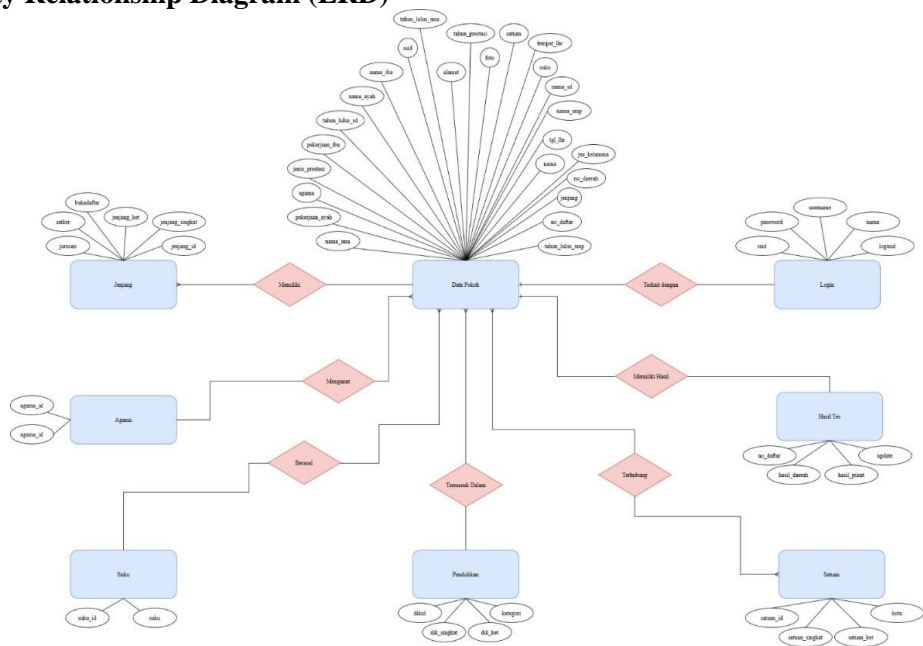 y Relationship Diagram (ERD)
tahun_lulus_sma
tahun_prestasi
satuan
tempat_lhr
ssid
foto
suku
nama_ibu
alamat
nama_sd
nama_ayah
nama_smp
tahun_lulus_sd
tgl_lhr
pekerjaan_ibu
jns_kelamin
nama
jenis_prestasi
no_daerah
agama
jenjang
pekerjaan_ayah
no_daftar
nama_sma
tahun_lulus_smp
bukadaftar
jenjang_ket
satker
jenjang_singkat
jurusan
jenjang_id
username
password
nama
ssid
loginid
Jenjang
Memiliki
Data Pokok
Terkait dengan
Login
agama_id
agama_id
Agama
Menganut
Memiliki Hasil
Hasil Tes
no_daftar
update
hasil_daerah
hasil_pusat
Berasal
Termasuk Dalam
Terhubung
Suku
Pendidikan
Satuan
suku_id
suku
dikid
kategori
dik_singkat
dik_ket
satuan_id
kota
satuan_singkat
satuan_ket